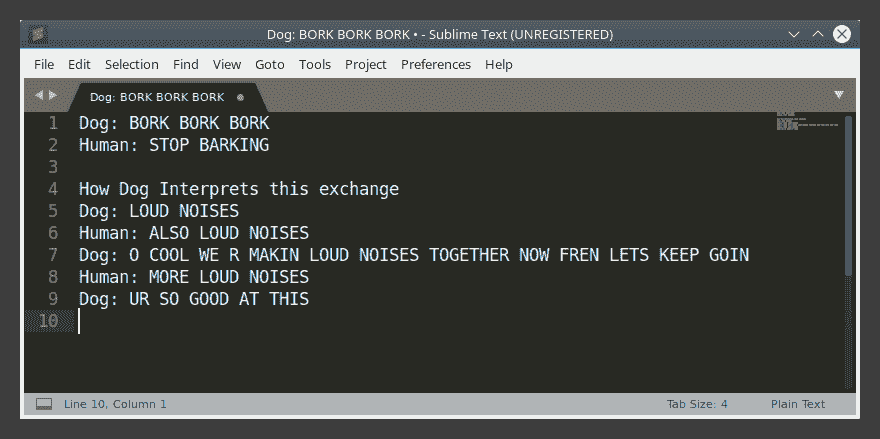 Dog: BORK BORK BORK • - Sublime Text (UNREGISTERED)
File Edit Selection Find View Goto Tools Project Preferences Help
Dog: BORK BORK BORK
1 Dog: BORK BORK BORK
2 Human: STOP BARKING
3
4 How Dog Interprets this exchange
5 Dog: LOUD NOISES
6 Human: ALSO LOUD NOISES
7 Dog: O COOL WE R MAKIN LOUD NOISES TOGETHER NOW FREN LETS KEEP GOIN
8 Human: MORE LOUD NOISES
9 Dog: UR SO GOOD AT THIS
10
Line 10, Column 1 Tab Size: 4 Plain Text